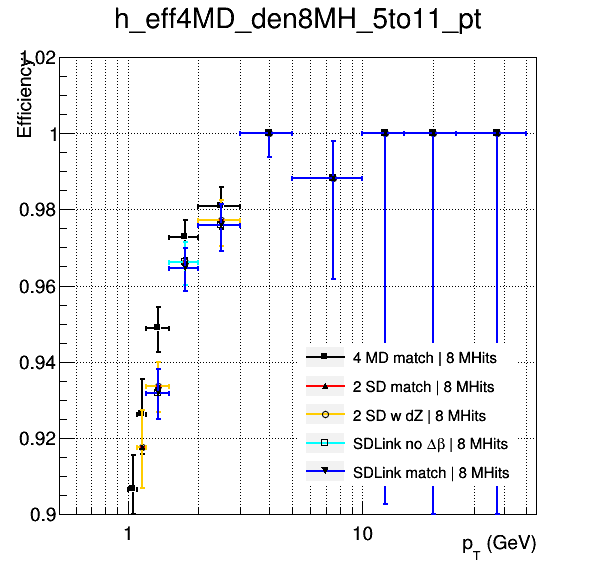 h_eff4MD_den8MH_5to11_pt
Efficiency
1.02
1
0.98
0.96
0.94
0.92
0.9
4 MD match | 8 MHits
2 SD match | 8 MHits
2 SD w dZ | 8 MHits
SDLink no Δβ | 8 MHits
SDLink match | 8 MHits
1
10
p_T (GeV)